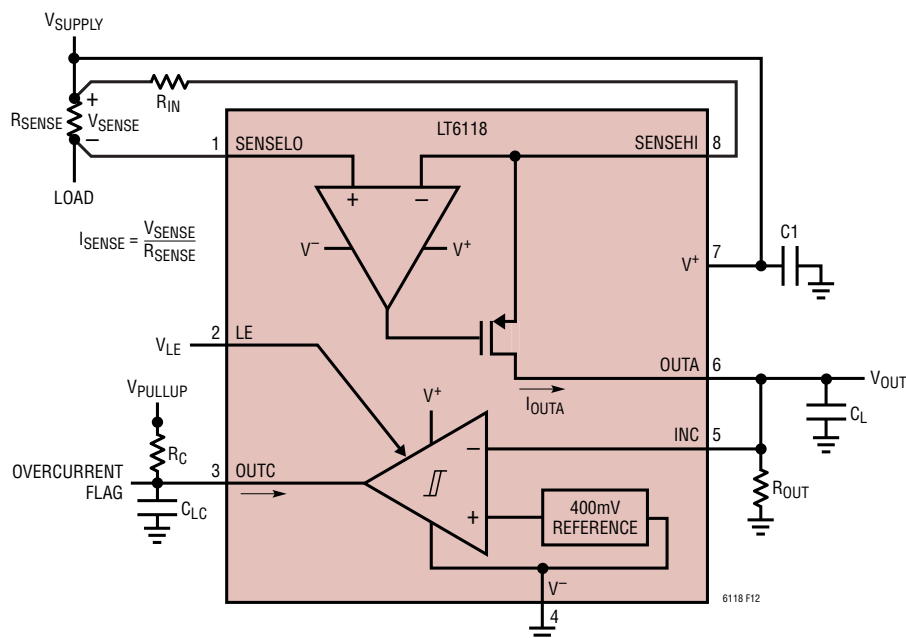 VSUPPLY
RIN
+
RSENSE VSENSE
−
LT6118
1 SENSELO
SENSEHI 8
LOAD
+ −
ISENSE = VSENSE / RSENSE
V− V+
C1
V+ 7
2 LE
VLE
OUTA 6
VOUT
VPULLUP
IOUTA
CL
V+
RC
INC 5
−
OVERCURRENT
FLAG
3 OUTC
ROUT
CLC
+
400mV
REFERENCE
V−
4
6118 F12